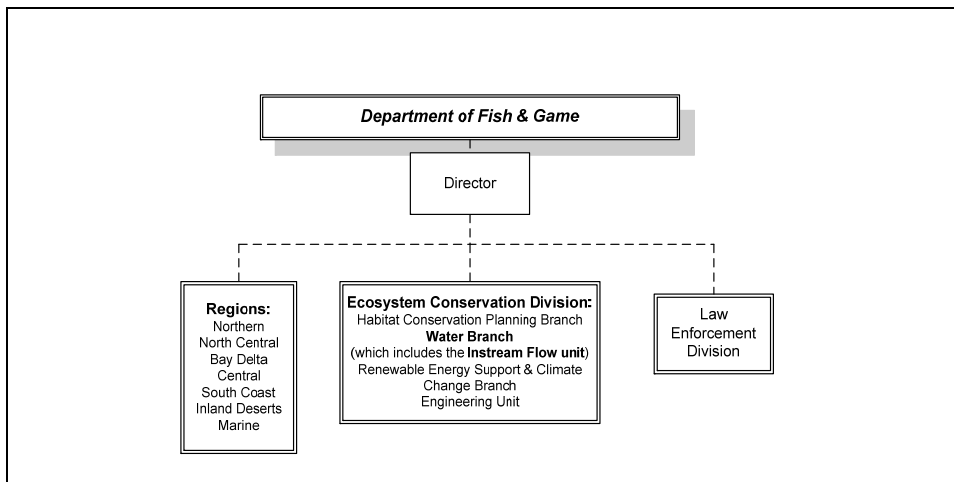 Department of Fish & Game
Director
Regions:
Northern
North Central
Bay Delta
Central
South Coast
Inland Deserts
Marine
Ecosystem Conservation Division:
Habitat Conservation Planning Branch
Water Branch
(which includes the Instream Flow unit)
Renewable Energy Support & Climate
Change Branch
Engineering Unit
Law
Enforcement
Division